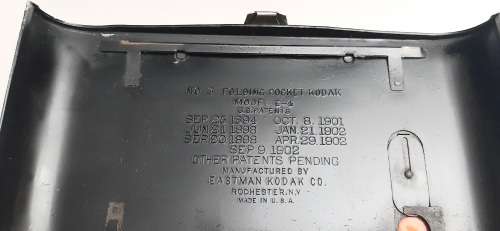 NO. 3 FOLDING POCKET KODAK
MODEL E-4
U.S. PATENTS
SEP 26 1894 OCT. 8. 1901
JUN 21 1898 JAN. 21. 1902
SEP 20 1898 APR. 29. 1902
SEP 9. 1902
OTHER PATENTS PENDING
MANUFACTURED BY
EASTMAN KODAK CO.
ROCHESTER. N.Y.
MADE IN U.S.A.